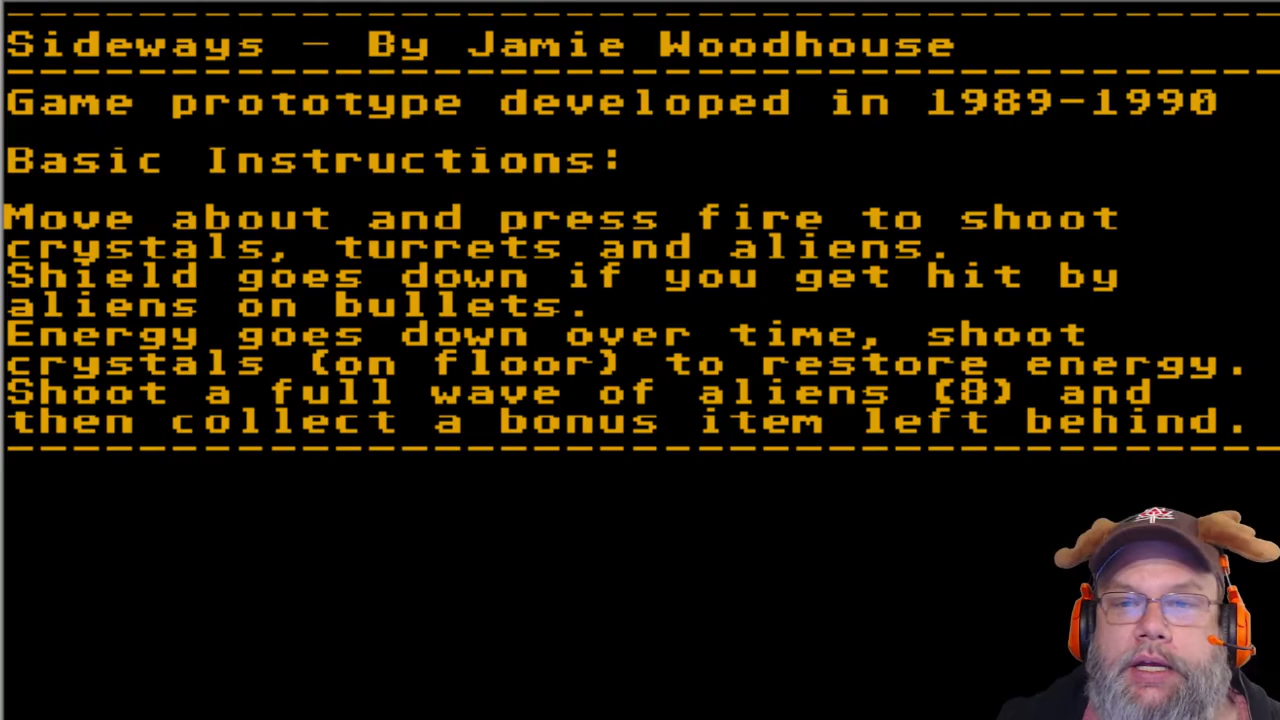 Sideways - By Jamie Woodhouse
Game prototype developed in 1989-1990
Basic Instructions:
Move about and press fire to shoot
crystals, turrets and aliens.
Shield goes down if you get hit by
aliens on bullets.
Energy goes down over time, shoot
crystals (on floor) to restore energy.
Shoot a full wave of aliens (8) and
then collect a bonus item left behind.